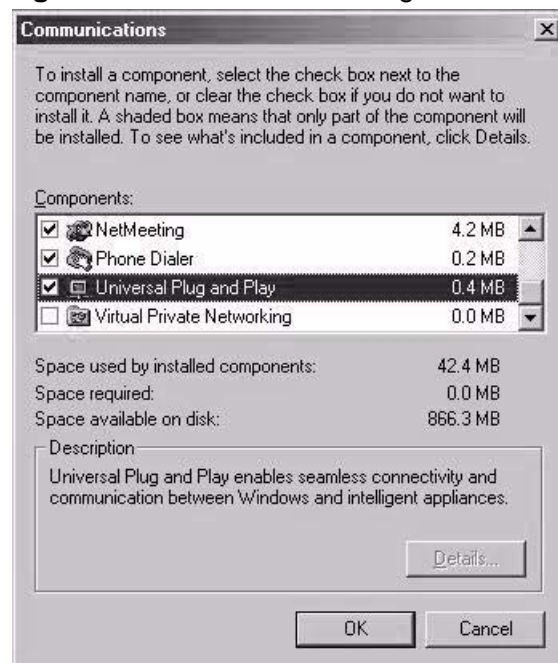 Communications
To install a component, select the check box next to the
component name, or clear the check box if you do not want to
install it. A shaded box means that only part of the component will
be installed. To see what's included in a component, click Details.
Components:
NetMeeting 4.2 MB
Phone Dialer 0.2 MB
Universal Plug and Play 0.4 MB
Virtual Private Networking 0.0 MB
Space used by installed components: 42.4 MB
Space required: 0.0 MB
Space available on disk: 866.3 MB
Description
Universal Plug and Play enables seamless connectivity and
communication between Windows and intelligent appliances.
Details...
OK Cancel